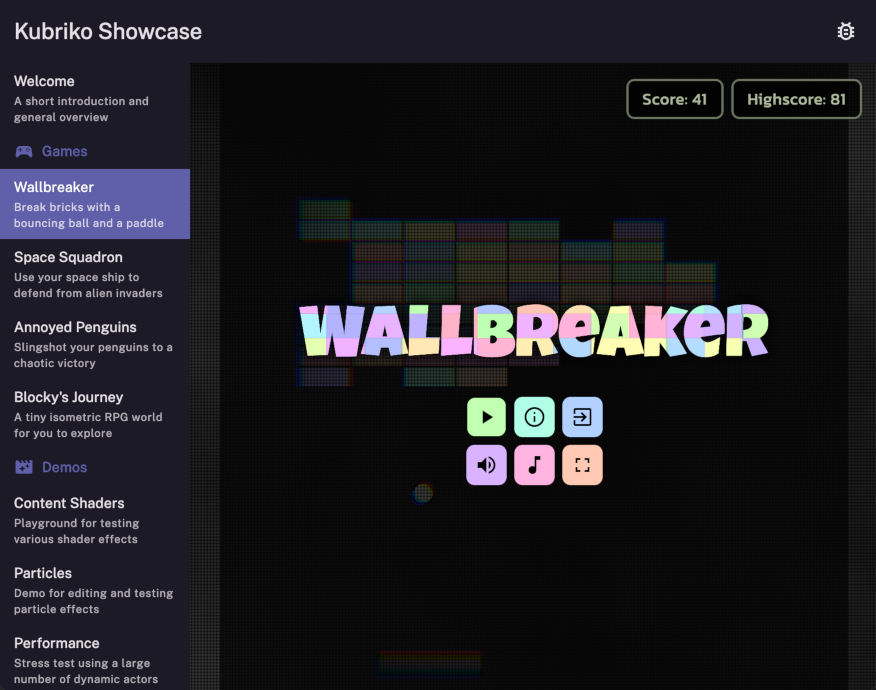 Kubriko Showcase
Welcome
A short introduction and
general overview
Games
Wallbreaker
Break bricks with a
bouncing ball and a paddle
Space Squadron
Use your space ship to
defend from alien invaders
Annoyed Penguins
Slingshot your penguins to a
chaotic victory
Blocky's Journey
A tiny isometric RPG world
for you to explore
Demos
Content Shaders
Playground for testing
various shader effects
Particles
Demo for editing and testing
particle effects
Performance
Stress test using a large
number of dynamic actors
Score: 41
Highscore: 81
WALLBREAKER